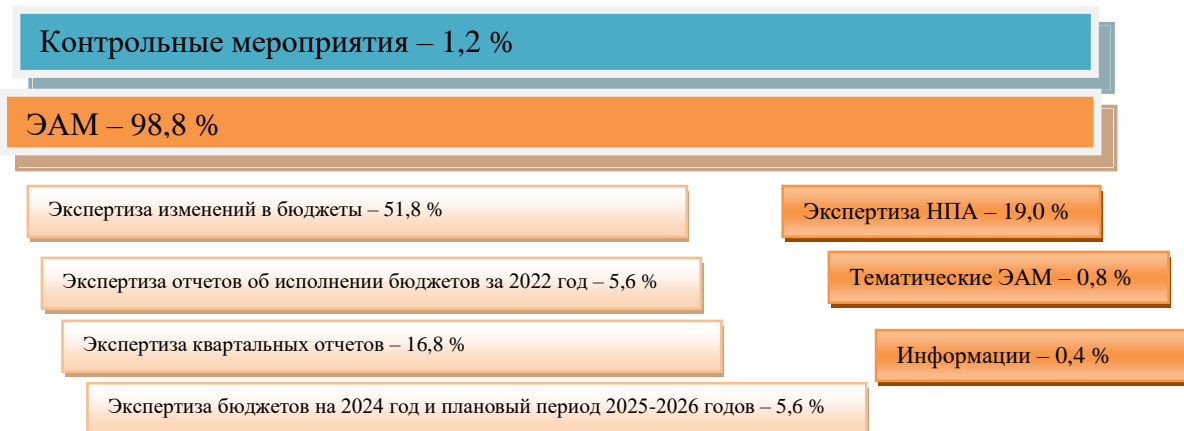 Контрольные мероприятия – 1,2 %
ЭАМ – 98,8 %
Экспертиза изменений в бюджеты – 51,8 %
Экспертиза НПА – 19,0 %
Экспертиза отчетов об исполнении бюджетов за 2022 год – 5,6 %
Тематические ЭАМ – 0,8 %
Экспертиза квартальных отчетов – 16,8 %
Информации – 0,4 %
Экспертиза бюджетов на 2024 год и плановый период 2025-2026 годов – 5,6 %